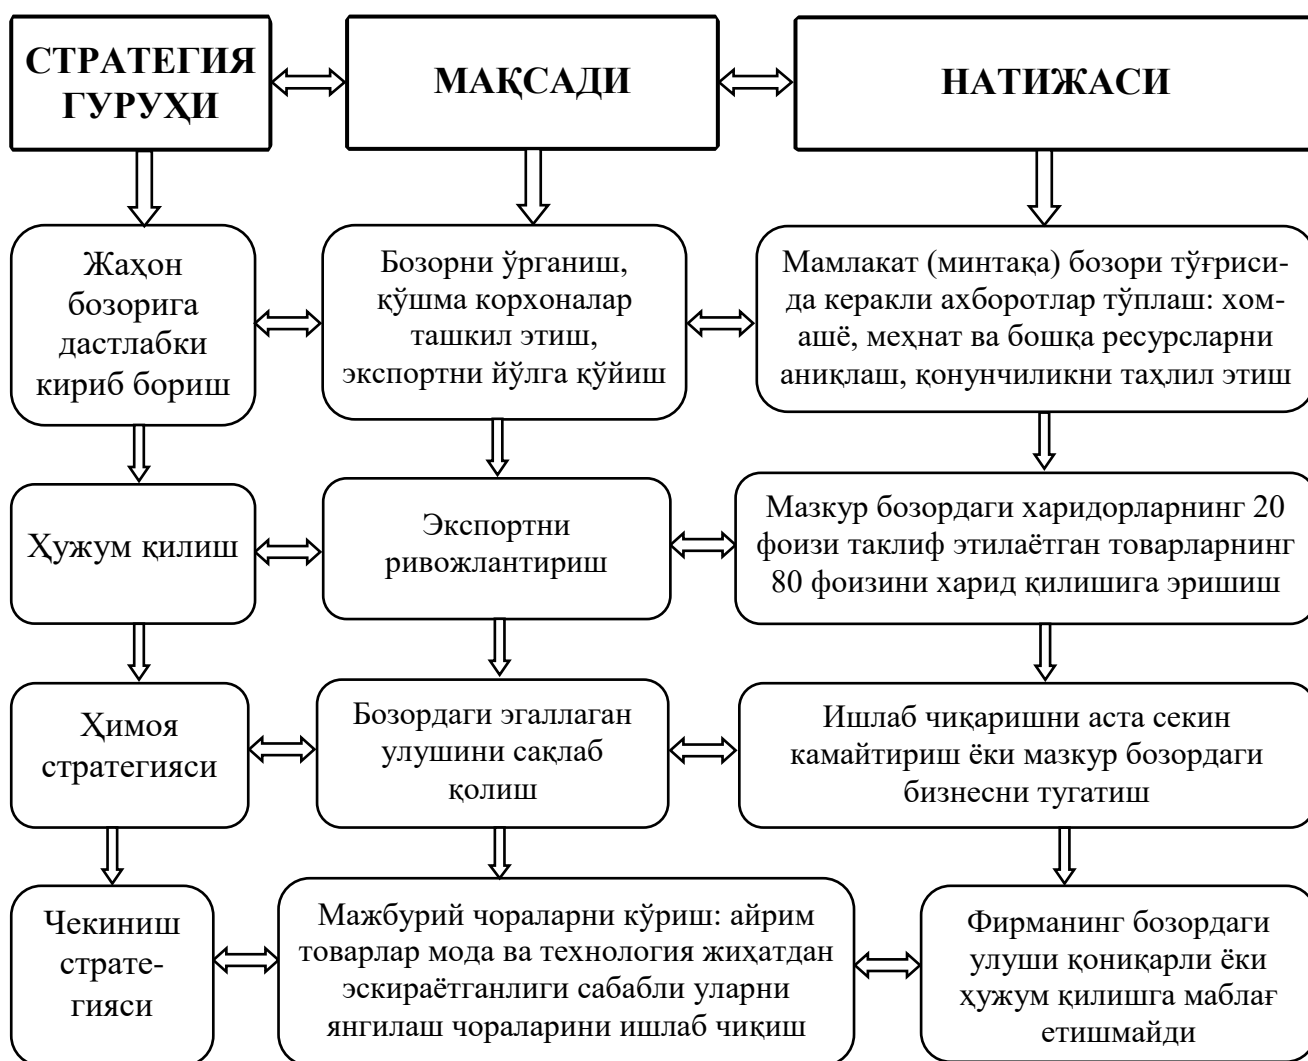 СТРАТЕГИЯ
ГУРУҲИ
МАҚСАДИ
НАТИЖАСИ
Жаҳон
бозорига
дастлабки
кириб бориш
Бозорни ўрганиш,
қўшма корхоналар
ташкил этиш,
экспортни йўлга қўйиш
Мамлакат (минтақа) бозори тўғриси-
да керакли ахборотлар тўплаш: хом-
ашё, меҳнат ва бошқа ресурсларни
аниқлаш, қонунчиликни таҳлил этиш
Ҳужум қилиш
Экспортни
ривожлантириш
Мазкур бозордаги харидорларнинг 20
фоизи таклиф этилаётган товарларнинг
80 фоизини харид қилишига эришиш
Ҳимоя
стратегияси
Бозордаги эгаллаган
улушини сақлаб
қолиш
Ишлаб чиқаришни аста секин
камайтириш ёки мазкур бозордаги
бизнесни тугатиш
Чекиниш
страте-
гияси
Мажбурий чораларни кўриш: айрим
товарлар мода ва технология жиҳатдан
эскираётганлиги сабабли уларни
янгилаш чораларини ишлаб чиқиш
Фирманинг бозордаги
улуши қониқарли ёки
ҳужум қилишга маблағ
етишмайди